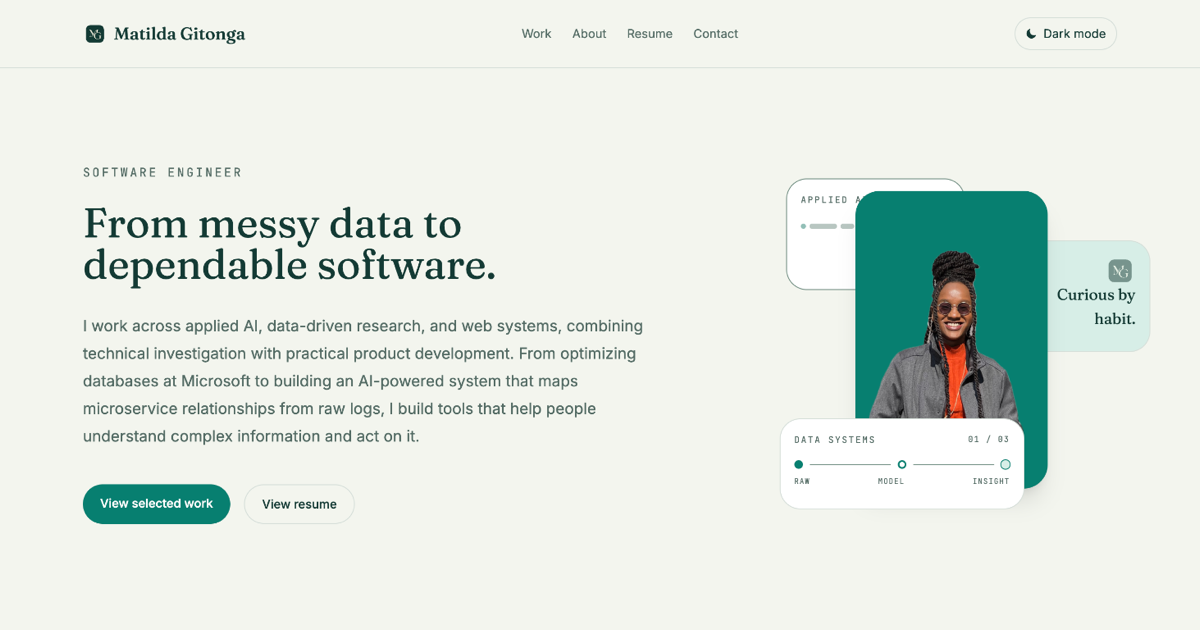 MG Matilda Gitonga
Work About Resume Contact
Dark mode
SOFTWARE ENGINEER
From messy data to
dependable software.
I work across applied AI, data-driven research, and web systems, combining
technical investigation with practical product development. From optimizing
databases at Microsoft to building an AI-powered system that maps
microservice relationships from raw logs, I build tools that help people
understand complex information and act on it.
View selected work
View resume
APPLIED
MG
Curious by
habit.
DATA SYSTEMS 01 / 03
RAW MODEL INSIGHT